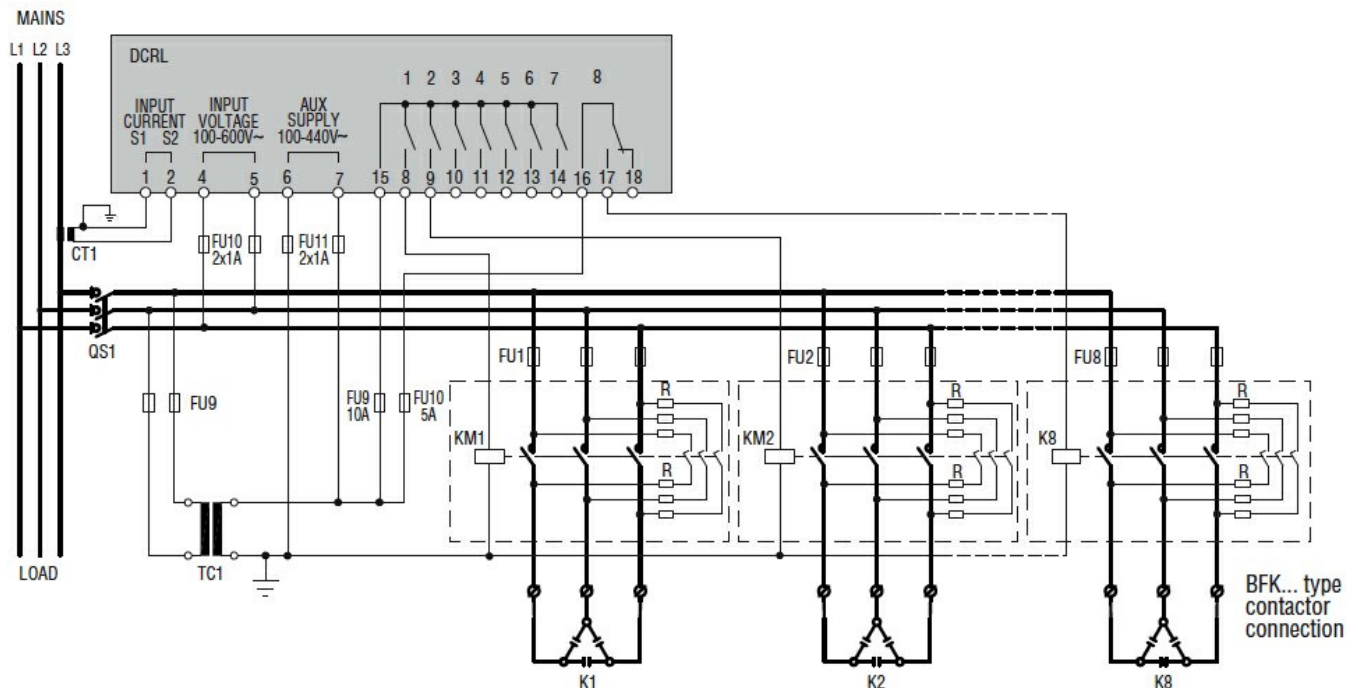 MAINS
L1 L2 L3
DCRL
1 2 3 4 5 6 7 8
INPUT CURRENT
S1 S2
INPUT VOLTAGE
100-600V~
AUX SUPPLY
100-440V~
1 2 4 5 6 7 15 8 9 10 11 12 13 14 16 17 18
CT1
FU10
2x1A
FU11
2x1A
QS1
FU1
FU2
FU8
FU9
FU9
10A
FU10
5A
R
R
R
KM1
KM2
K8
R
R
R
LOAD
TC1
BFK... type
contactor
connection
K1
K2
K8